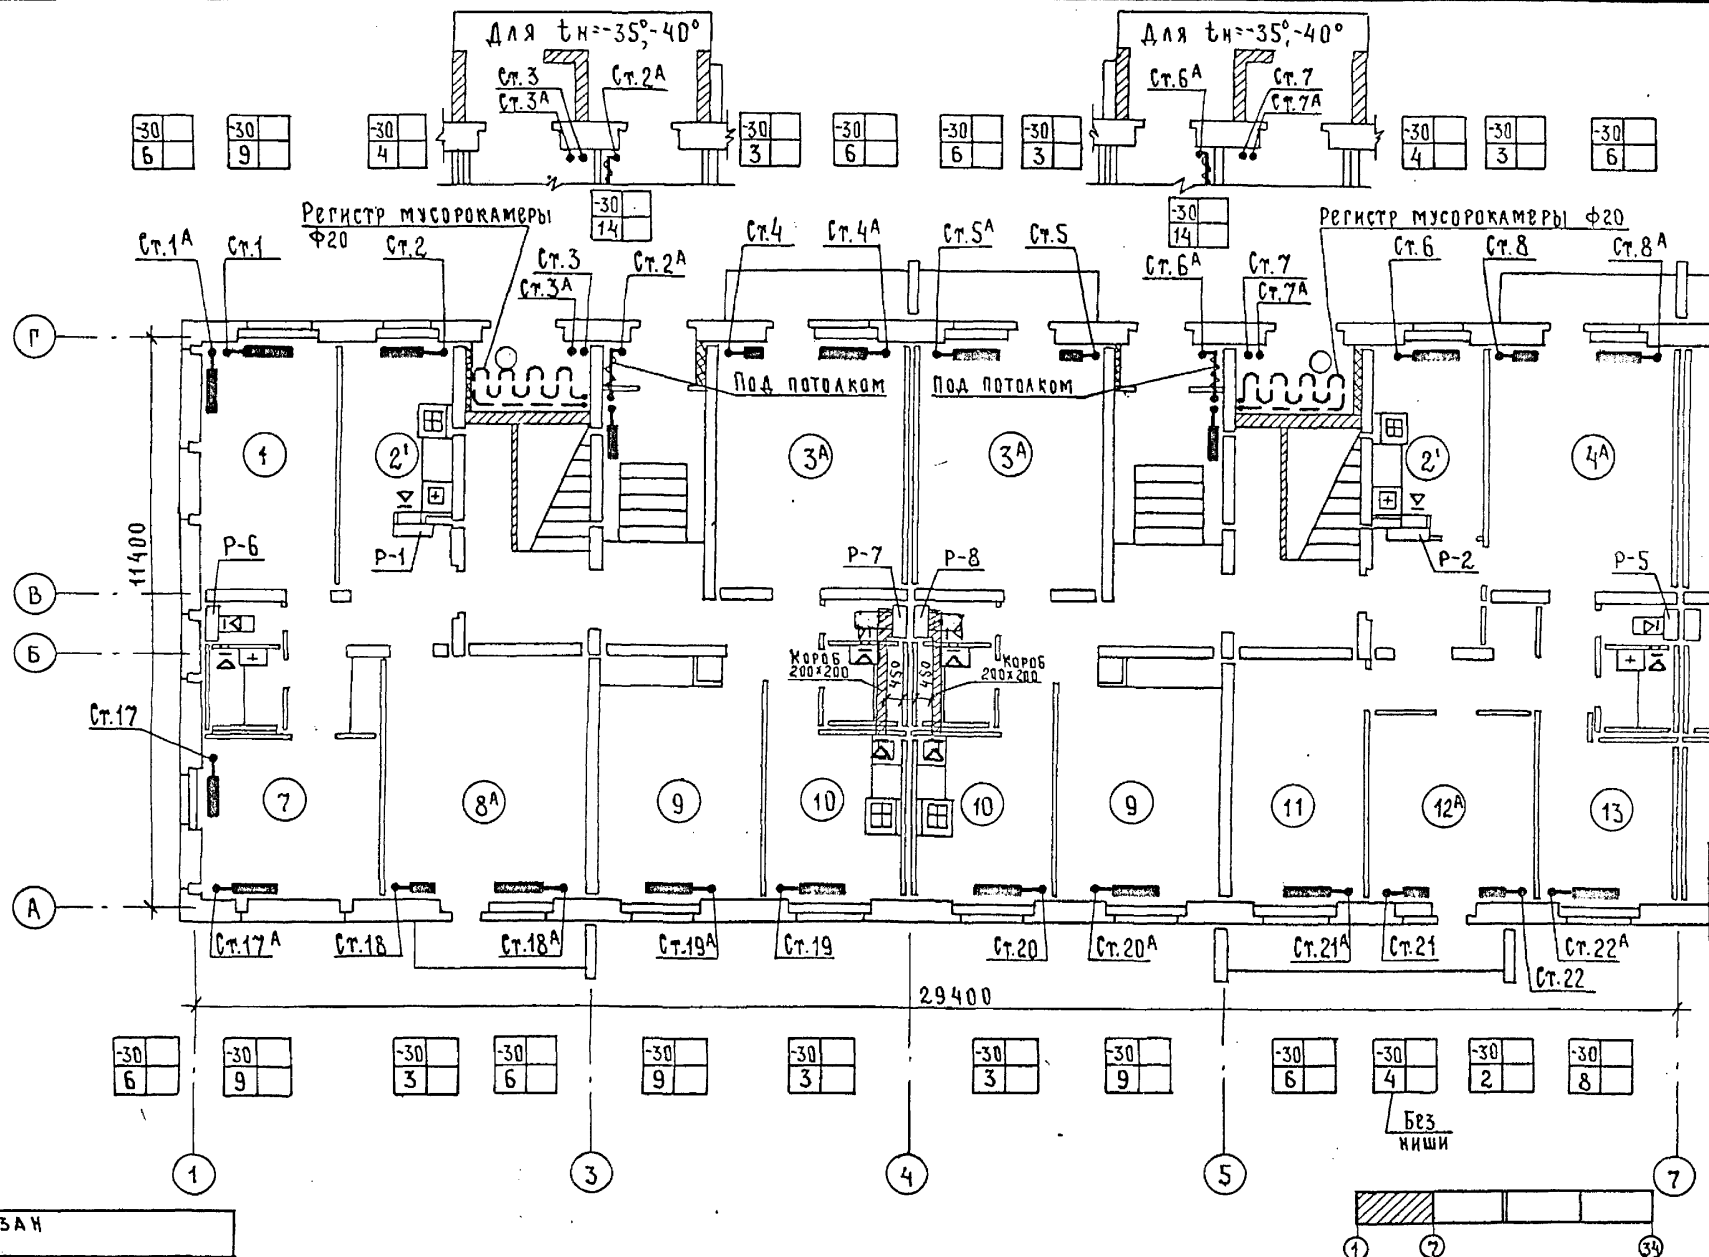 Для tн=-35°,-40°
Для tн=-35°,-40°
Ст.3
Ст.3А
Ст.2А
Ст.6А
Ст.7
Ст.7А
-30
6
-30
9
-30
4
-30
3
-30
6
-30
6
-30
3
-30
4
-30
3
-30
6
-30
14
-30
14
Регистр мусорокамеры
Ф20
Регистр мусорокамеры Ф20
Ст.1А
Ст.1
Ст.2
Ст.3
Ст.3А
Ст.2А
Ст.4
Ст.4А
Ст.5А
Ст.5
Ст.6А
Ст.7
Ст.7А
Ст.6
Ст.8
Ст.8А
Г
Под потолком
Под потолком
1
2'
3А
3А
2'
4А
11400
Р-6
Р-1
Р-7
Р-8
Р-2
Р-5
В
Б
Короб
200×200
450
450
Короб
200×200
Ст.17
7
8А
9
10
10
9
11
12А
13
А
Ст.17А
Ст.18
Ст.18А
Ст.19А
Ст.19
Ст.20
Ст.20А
Ст.21А
Ст.21
Ст.22А
Ст.22
29400
-30
6
-30
9
-30
3
-30
6
-30
9
-30
3
-30
3
-30
9
-30
6
-30
4
-30
2
-30
8
Без
ниши
1
3
4
5
7
ЗАН
1
7
34